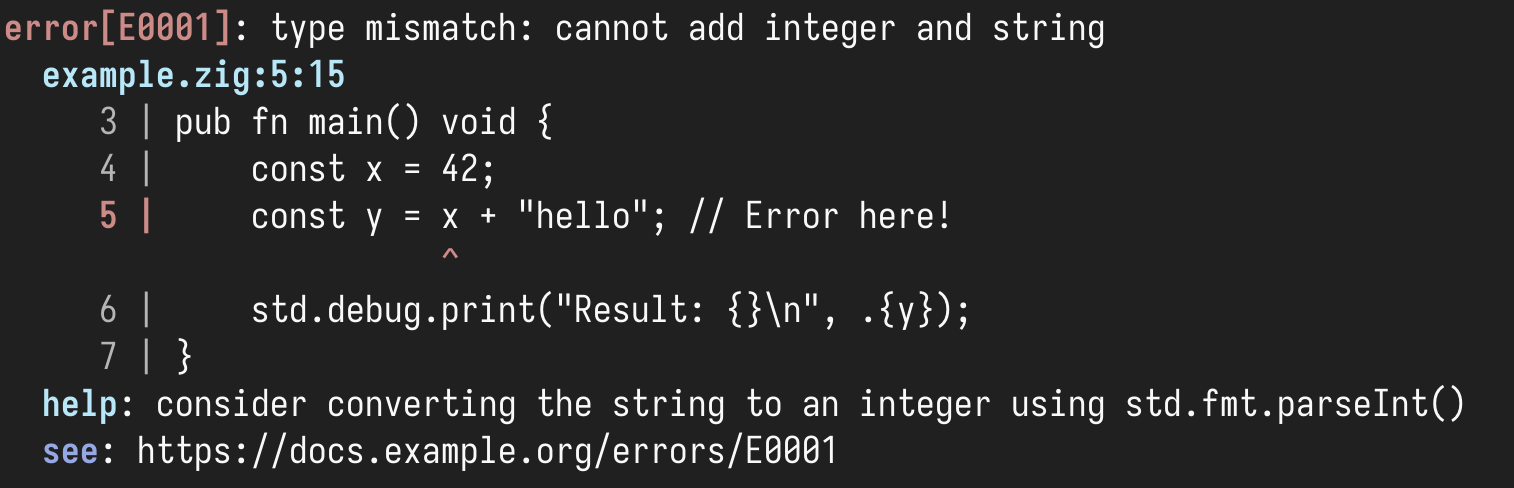 error[E0001]: type mismatch: cannot add integer and string
  example.zig:5:15
     3 | pub fn main() void {
     4 |     const x = 42;
     5 |     const y = x + "hello"; // Error here!
                       ^
     6 |     std.debug.print("Result: {}\n", .{y});
     7 | }
  help: consider converting the string to an integer using std.fmt.parseInt()
  see: https://docs.example.org/errors/E0001